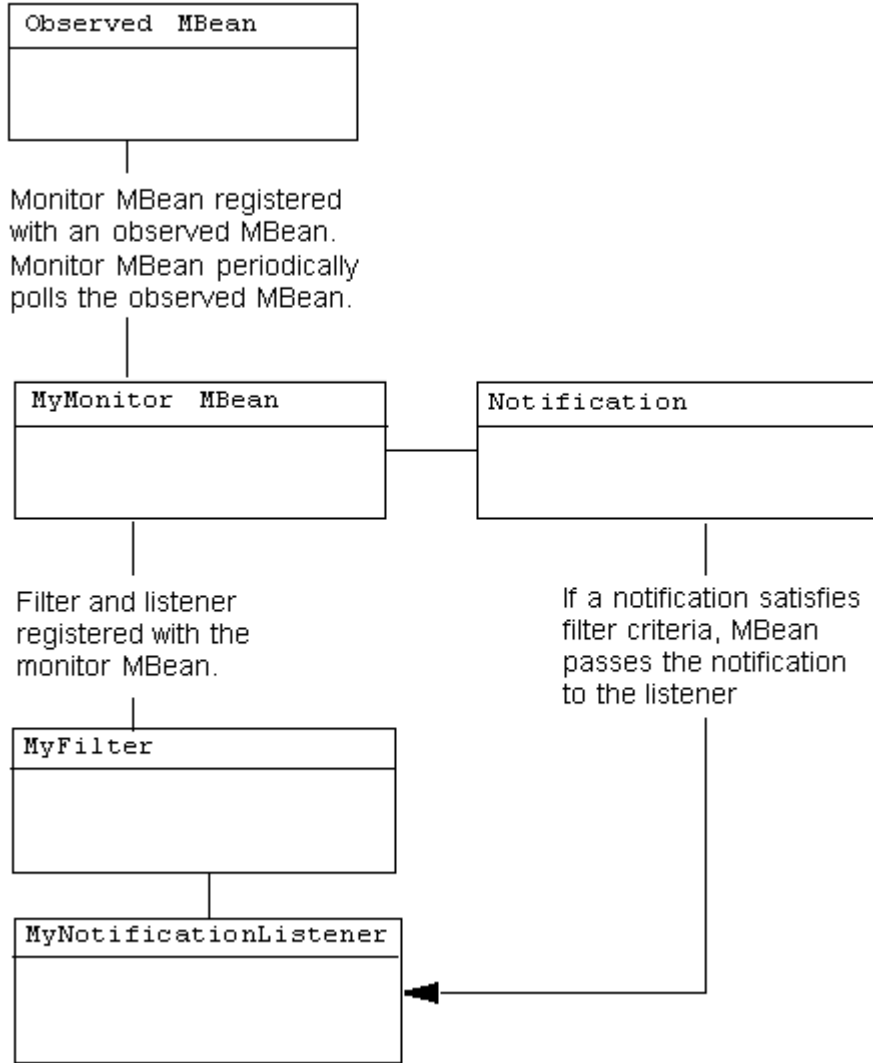 Observed MBean
Monitor MBean registered
with an observed MBean.
Monitor MBean periodically
polls the observed MBean.
MyMonitor MBean
Notification
Filter and listener
registered with the
monitor MBean.
If a notification satisfies
filter criteria, MBean
passes the notification
to the listener
MyFilter
MyNotificationListener